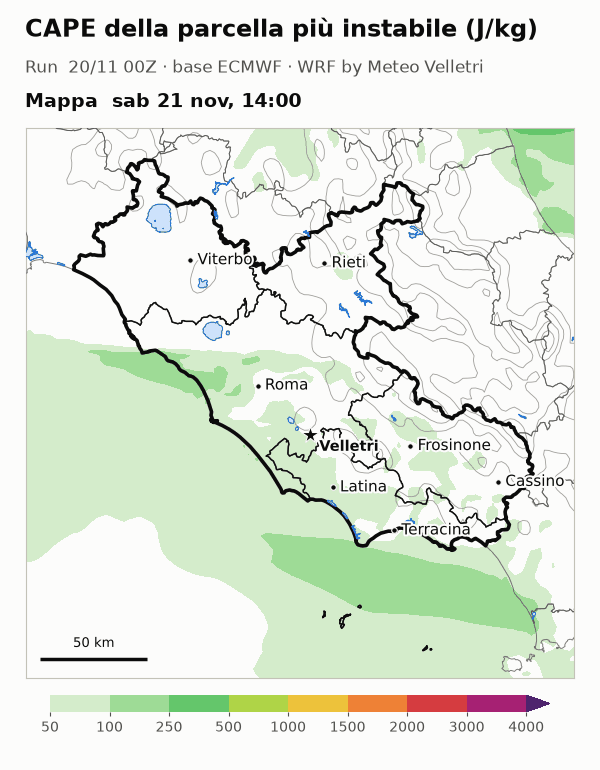 CAPE della parcella più instabile (J/kg)
Run  20/11 00Z · base ECMWF · WRF by Meteo Velletri
Mappa  sab 21 nov, 14:00
Viterbo
Rieti
Roma
Velletri
Frosinone
Latina
Cassino
Terracina
50 km
50 100 250 500 1000 1500 2000 3000 4000